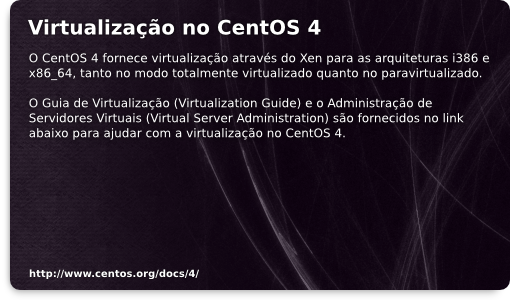 Virtualização no CentOS 4
O CentOS 4 fornece virtualização através do Xen para as arquiteturas i386 e
x86_64, tanto no modo totalmente virtualizado quanto no paravirtualizado.
O Guia de Virtualização (Virtualization Guide) e o Administração de
Servidores Virtuais (Virtual Server Administration) são fornecidos no link
abaixo para ajudar com a virtualização no CentOS 4.
http://www.centos.org/docs/4/